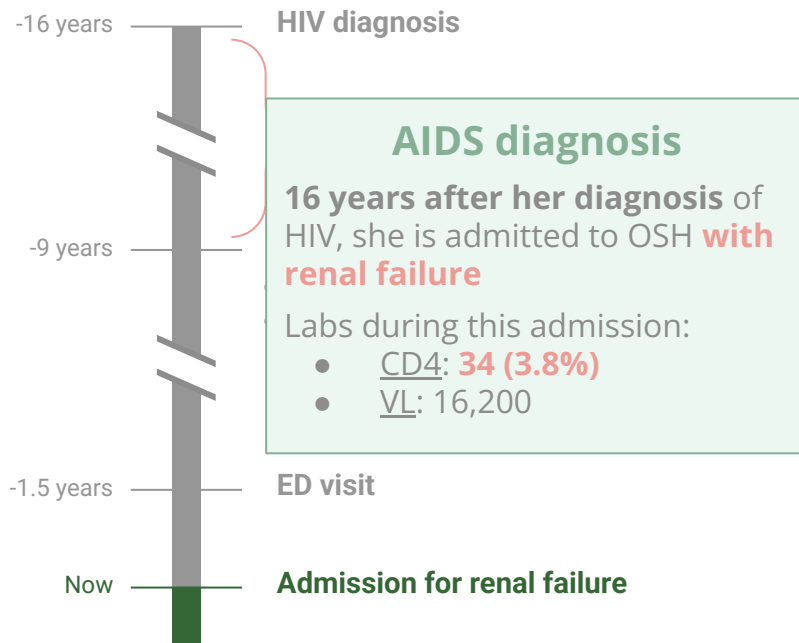 -16 years
HIV diagnosis
AIDS diagnosis
16 years after her diagnosis of
HIV, she is admitted to OSH with
renal failure
Labs during this admission:
● CD4: 34 (3.8%)
● VL: 16,200
-9 years
-1.5 years
ED visit
Now
Admission for renal failure